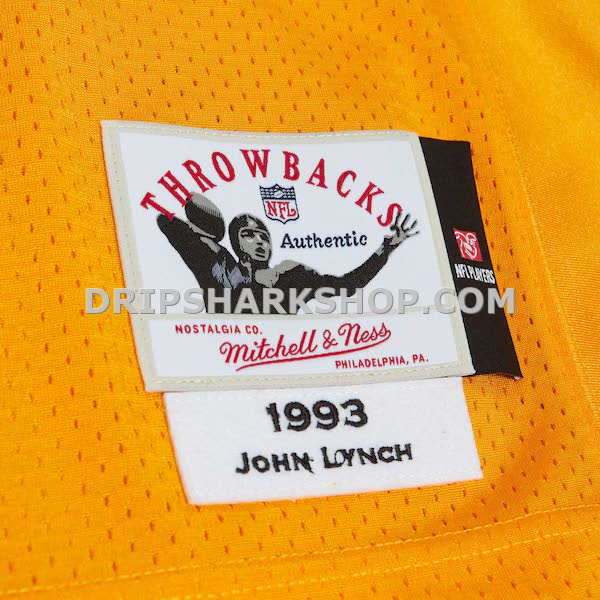 THROWBACKS
NFL
Authentic
NFL PLAYERS
DRIPSHARKSHOP.COM
NOSTALGIA CO.
Mitchell & Ness
PHILADELPHIA, PA.
1993
JOHN LYNCH